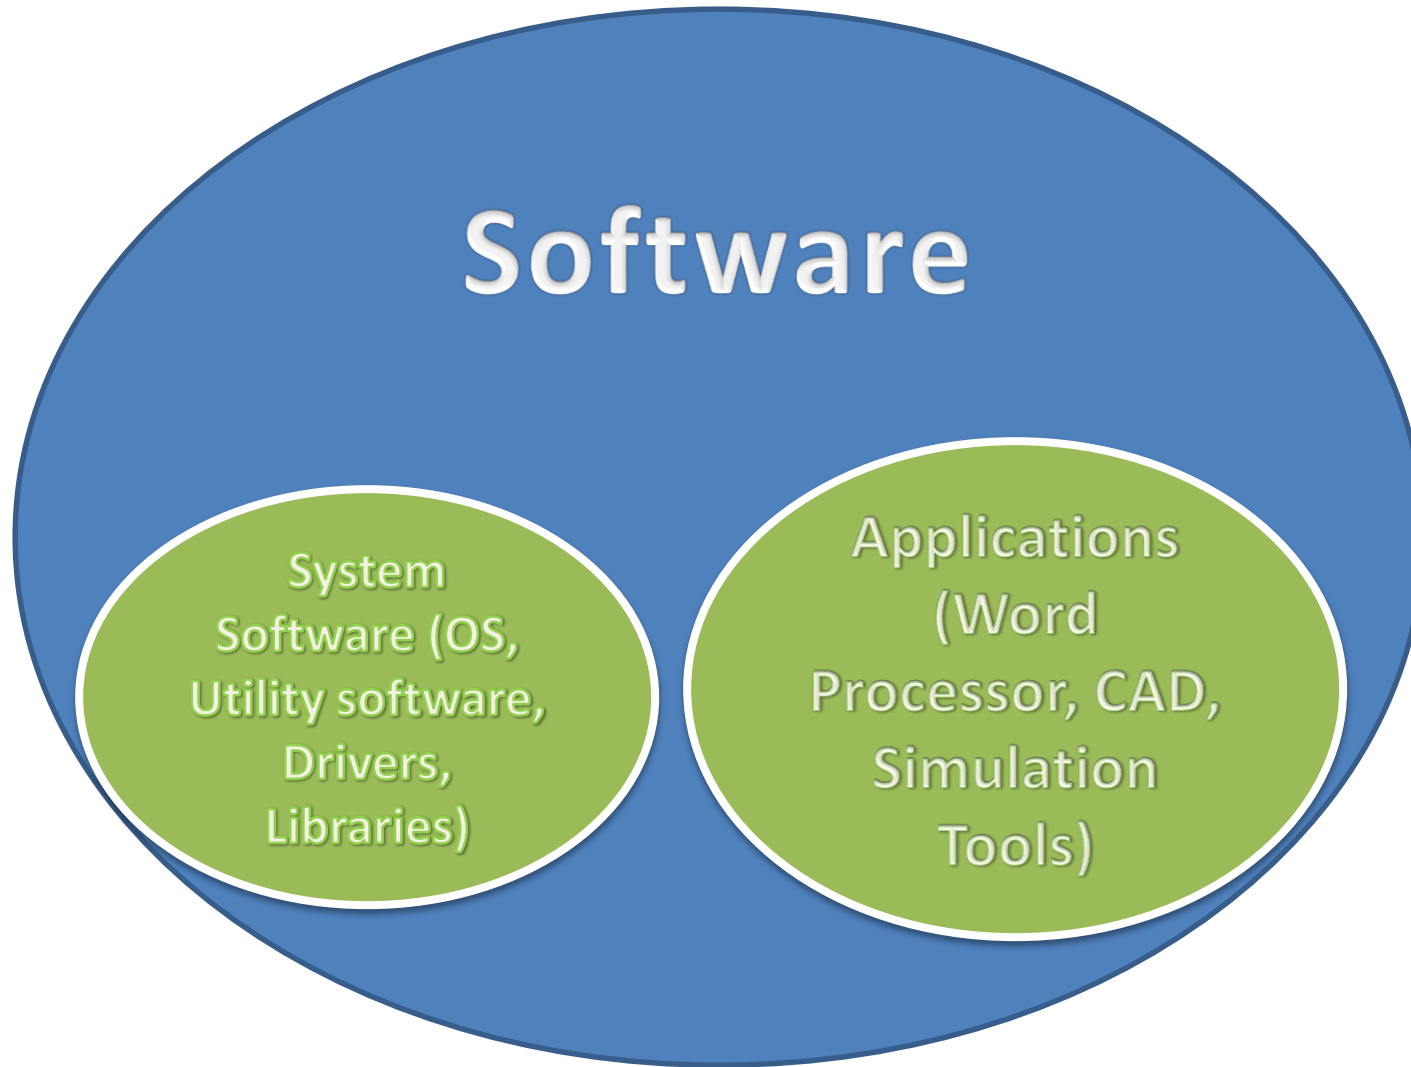 Software
System
Software (OS,
Utility software,
Drivers,
Libraries)
Applications
(Word
Processor, CAD,
Simulation
Tools)